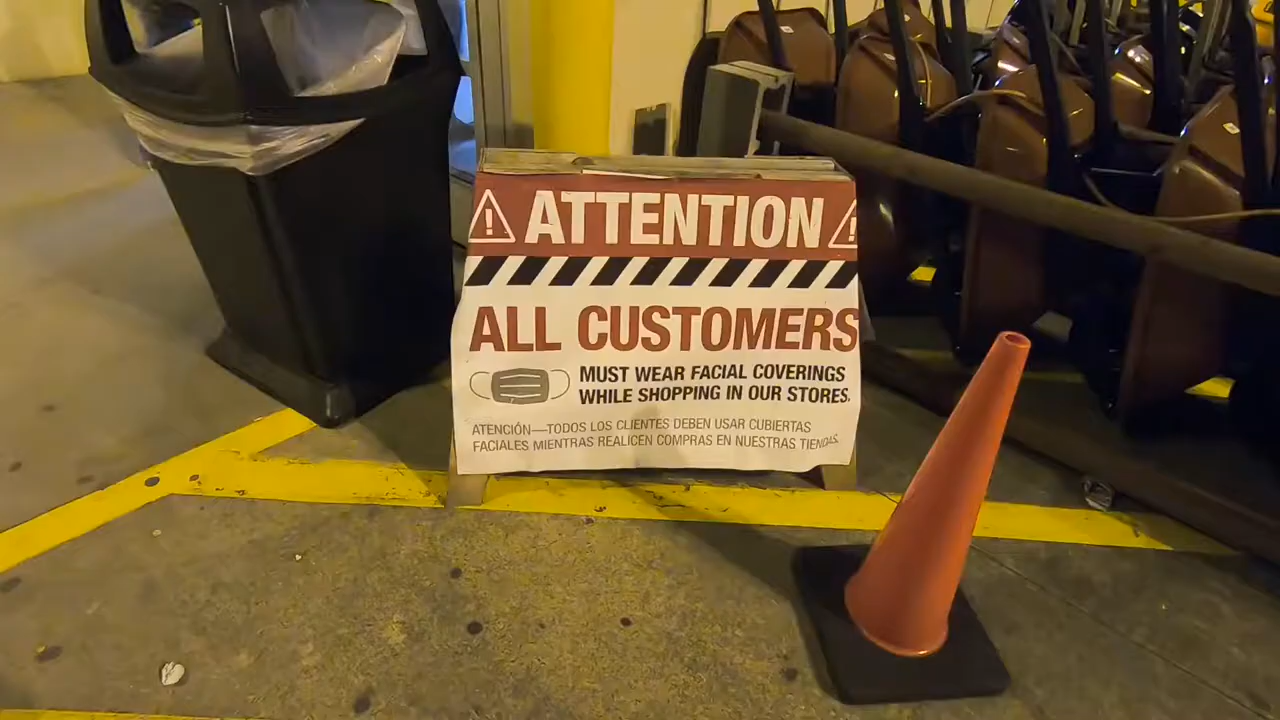 ATTENTION
ALL CUSTOMERS
MUST WEAR FACIAL COVERINGS
WHILE SHOPPING IN OUR STORES.
ATENCIÓN—TODOS LOS CLIENTES DEBEN USAR CUBIERTAS
FACIALES MIENTRAS REALICEN COMPRAS EN NUESTRAS TIENDAS.